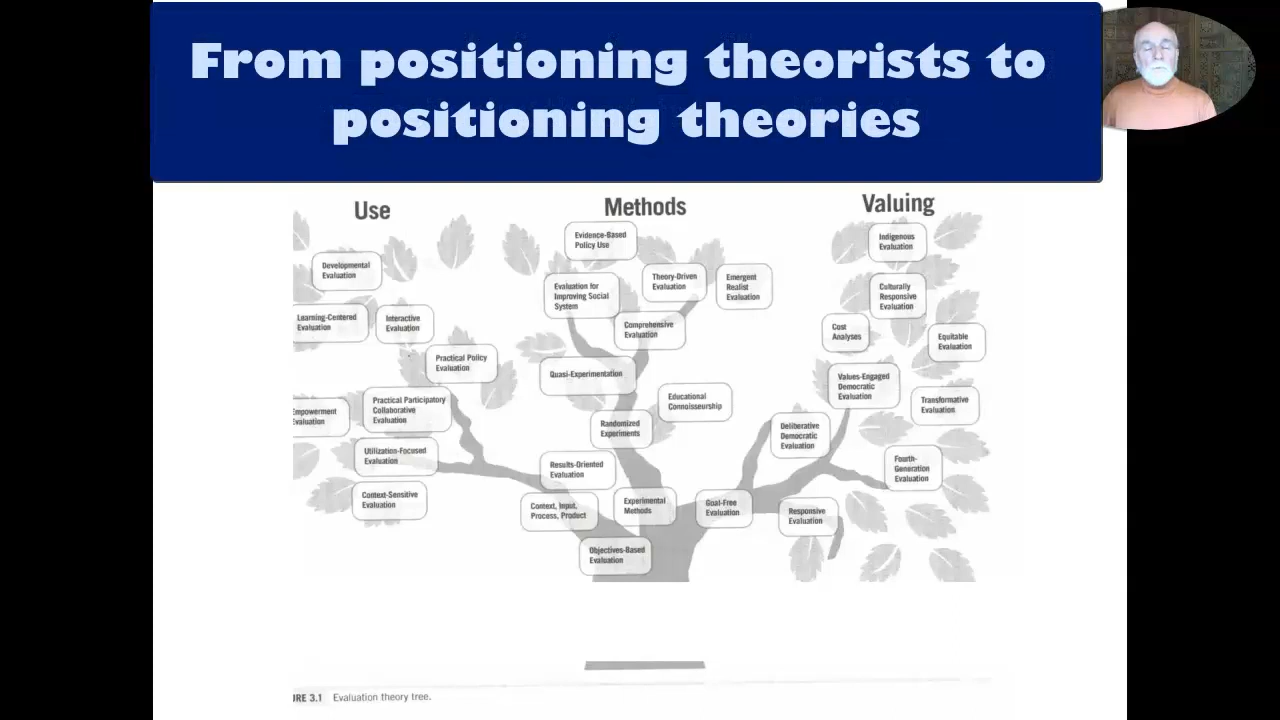 From positioning theorists to
positioning theories
Use
Methods
Valuing
Developmental
Evaluation
Learning-Centered
Evaluation
Interactive
Evaluation
Practical Policy
Evaluation
Empowerment
Evaluation
Practical Participatory
Collaborative
Evaluation
Utilization-Focused
Evaluation
Context-Sensitive
Evaluation
Evidence-Based
Policy Use
Evaluation for
Improving Social
System
Theory-Driven
Evaluation
Emergent
Realist
Evaluation
Comprehensive
Evaluation
Quasi-Experimentation
Educational
Connoisseurship
Randomized
Experiments
Results-Oriented
Evaluation
Context, Input,
Process, Product
Experimental
Methods
Objectives-Based
Evaluation
Goal-Free
Evaluation
Indigenous
Evaluation
Culturally
Responsive
Evaluation
Cost
Analyses
Equitable
Evaluation
Values-Engaged
Democratic
Evaluation
Transformative
Evaluation
Deliberative
Democratic
Evaluation
Fourth-
Generation
Evaluation
Responsive
Evaluation
URE 3.1 Evaluation theory tree.